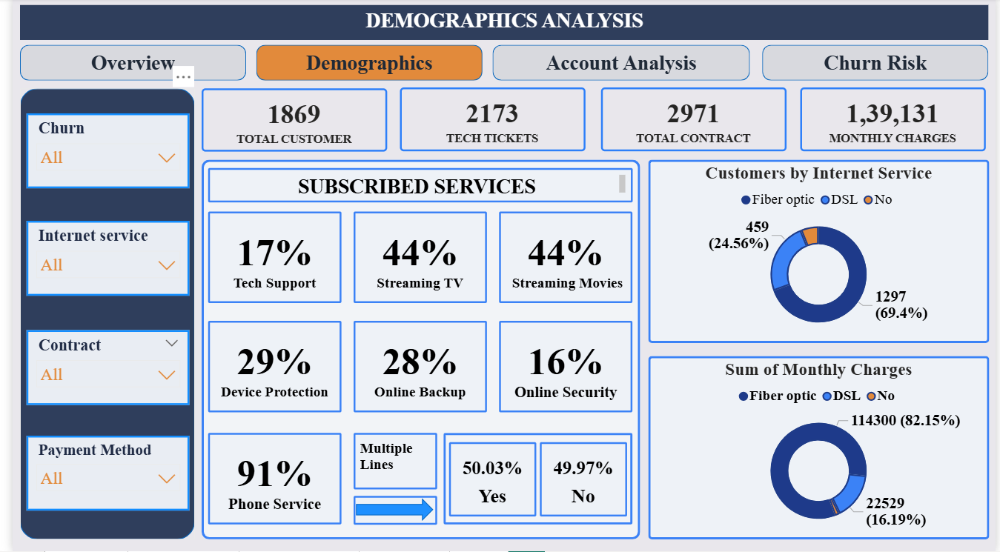 DEMOGRAPHICS ANALYSIS
Overview
Demographics
Account Analysis
Churn Risk
Churn
All
Internet service
All
Contract
All
Payment Method
All
1869
TOTAL CUSTOMER
2173
TECH TICKETS
2971
TOTAL CONTRACT
1,39,131
MONTHLY CHARGES
SUBSCRIBED SERVICES
17%
Tech Support
44%
Streaming TV
44%
Streaming Movies
29%
Device Protection
28%
Online Backup
16%
Online Security
91%
Phone Service
Multiple
Lines
50.03%
Yes
49.97%
No
Customers by Internet Service
Fiber optic DSL No
459
(24.56%)
1297
(69.4%)
Sum of Monthly Charges
Fiber optic DSL No
114300 (82.15%)
22529
(16.19%)